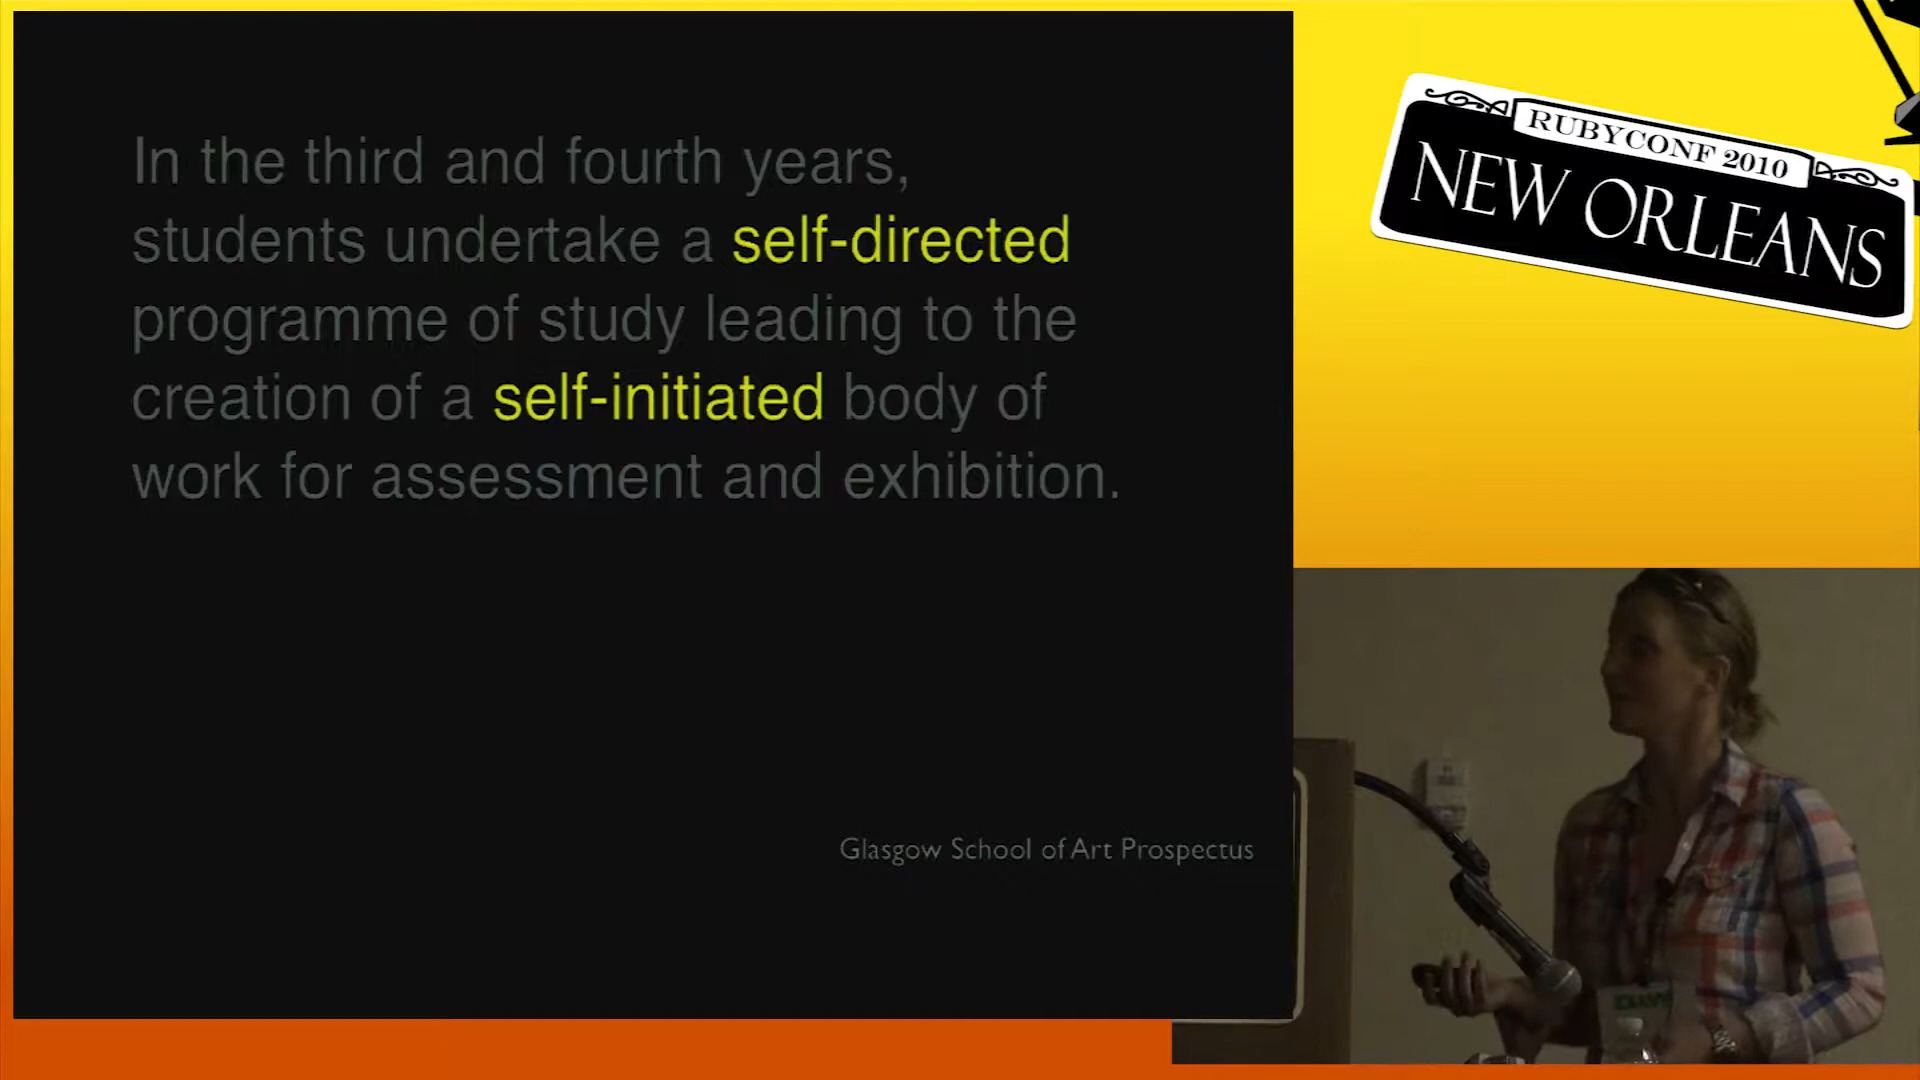 In the third and fourth years,
students undertake a self-directed
programme of study leading to the
creation of a self-initiated body of
work for assessment and exhibition.
Glasgow School of Art Prospectus
RUBYCONF 2010
NEW ORLEANS